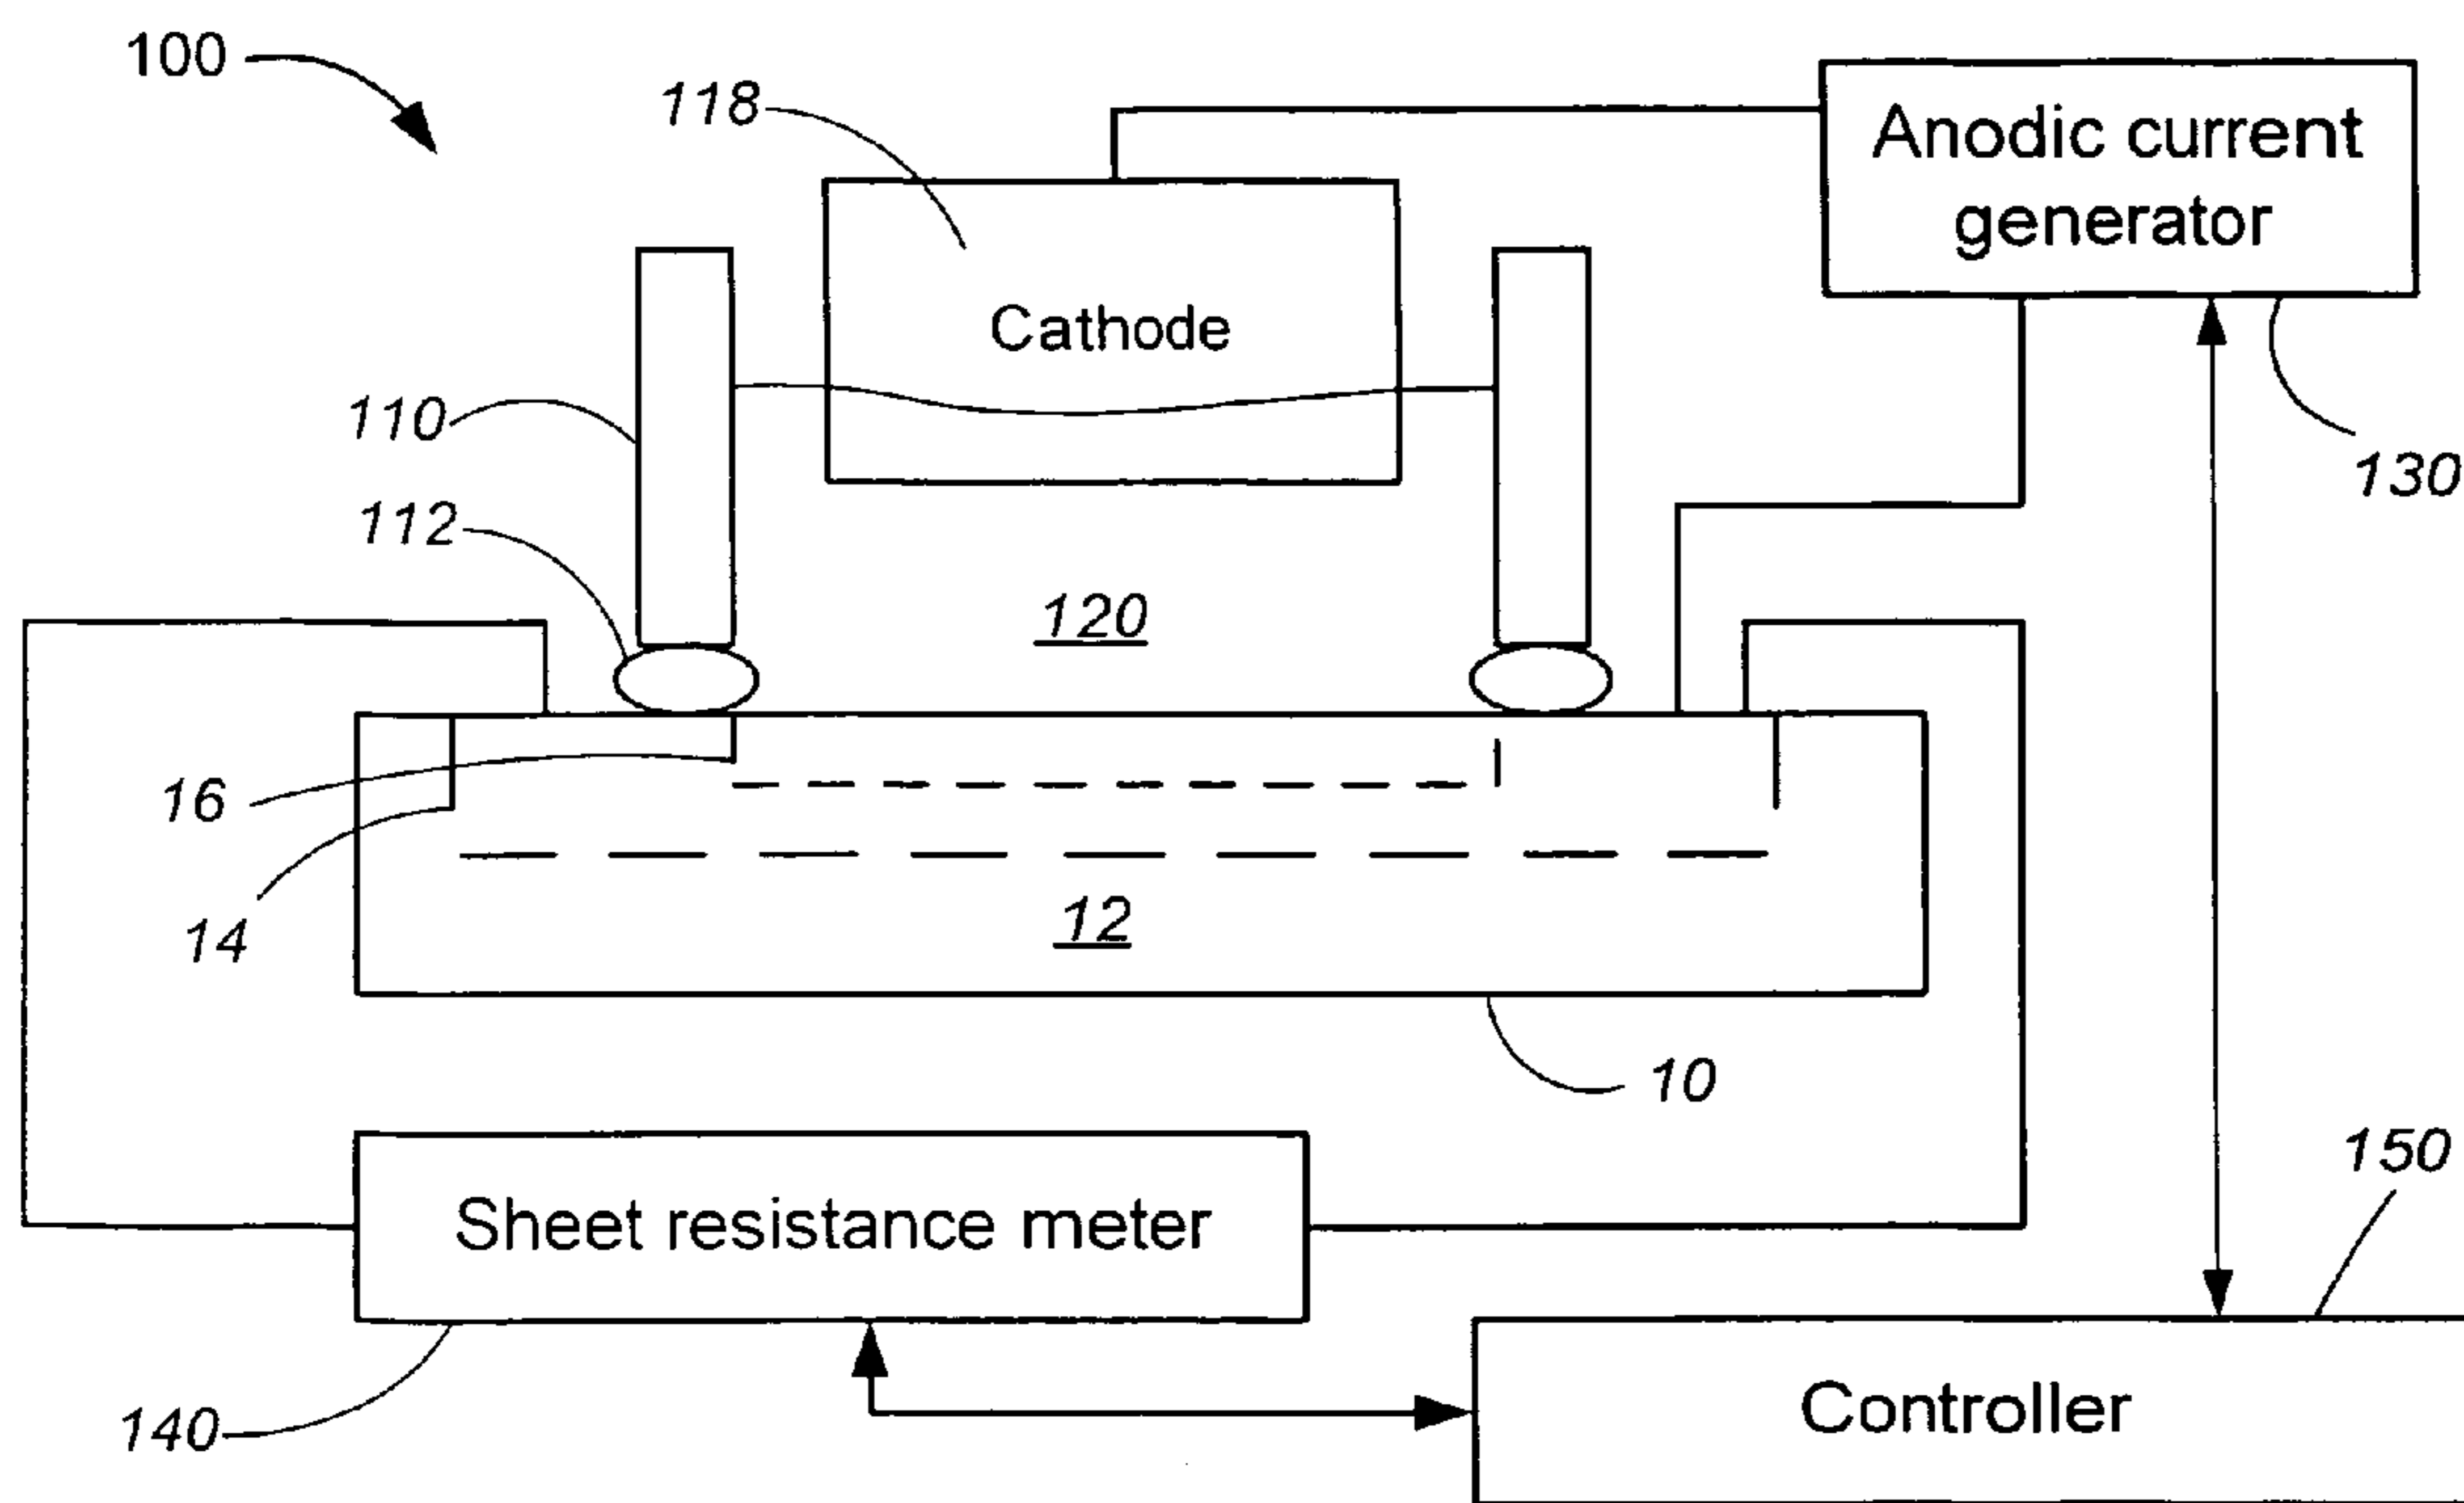 100
118
Anodic current
generator
Cathode
110
130
112
120
16
14
12
10
150
Sheet resistance meter
Controller
140